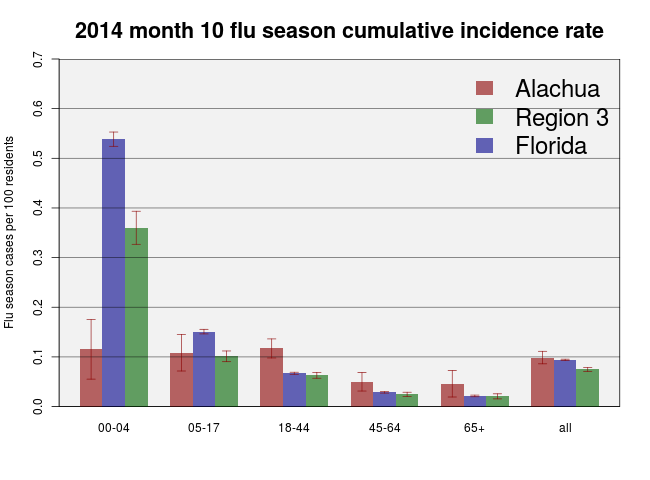 2014 month 10 flu season cumulative incidence rate
Flu season cases per 100 residents
0.7
0.6
0.5
0.4
0.3
0.2
0.1
0.0
Alachua
Region 3
Florida
00-04 05-17 18-44 45-64 65+ all